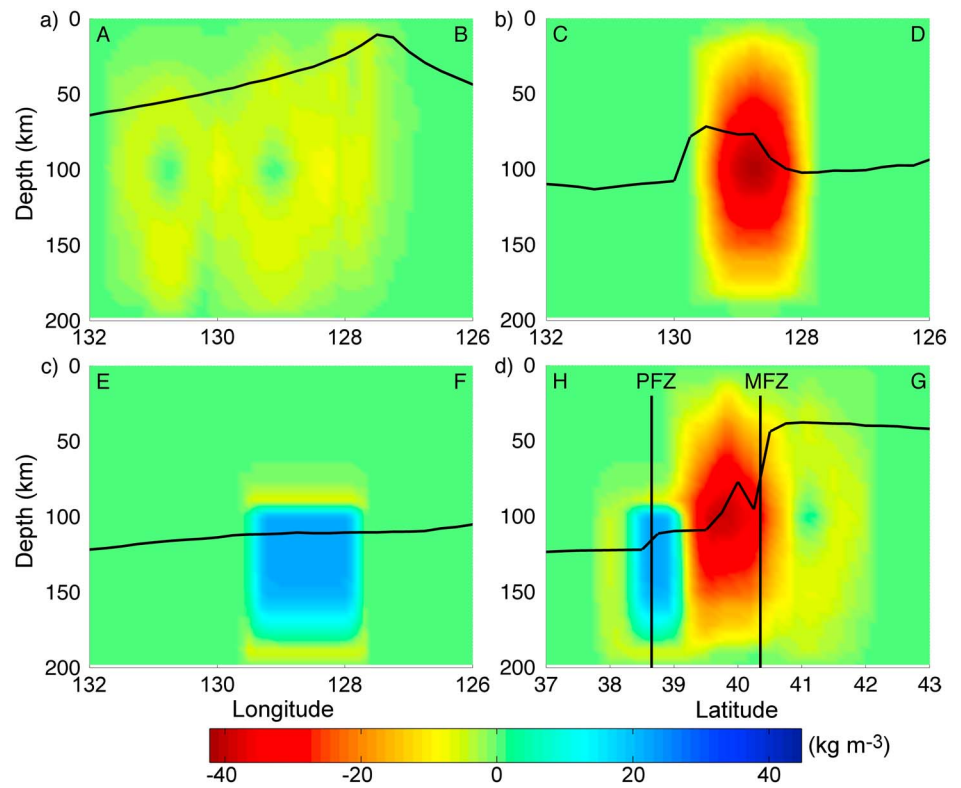 a)
A
B
0
50
100
150
200
Depth (km)
132
130
128
126
b)
C
D
0
50
100
150
200
132
130
128
126
c)
E
F
0
50
100
150
200
Depth (km)
132
130
128
126
Longitude
d)
H
PFZ
MFZ
G
0
50
100
150
200
37
38
39
40
41
42
43
Latitude
-40
-20
0
20
40
(kg m-3)